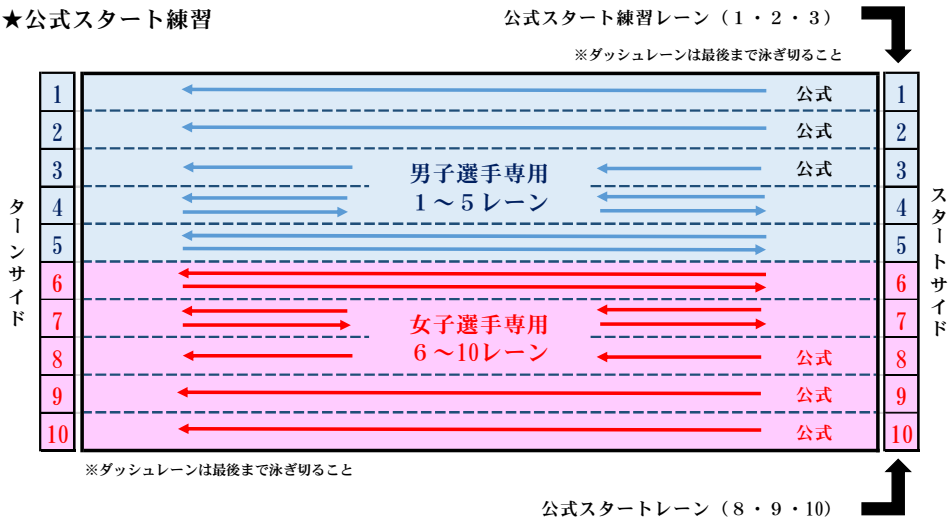 ★公式スタート練習
公式スタート練習レーン（１・２・３）
※ダッシュレーンは最後まで泳ぎ切ること
ターンサイド
スタートサイド
1 公式 1
2 公式 2
3 公式 3
男子選手専用
１～５レーン
4 4
5 5
6 6
7 7
女子選手専用
６～10レーン
8 公式 8
9 公式 9
10 公式 10
※ダッシュレーンは最後まで泳ぎ切ること
公式スタートレーン（８・９・10）